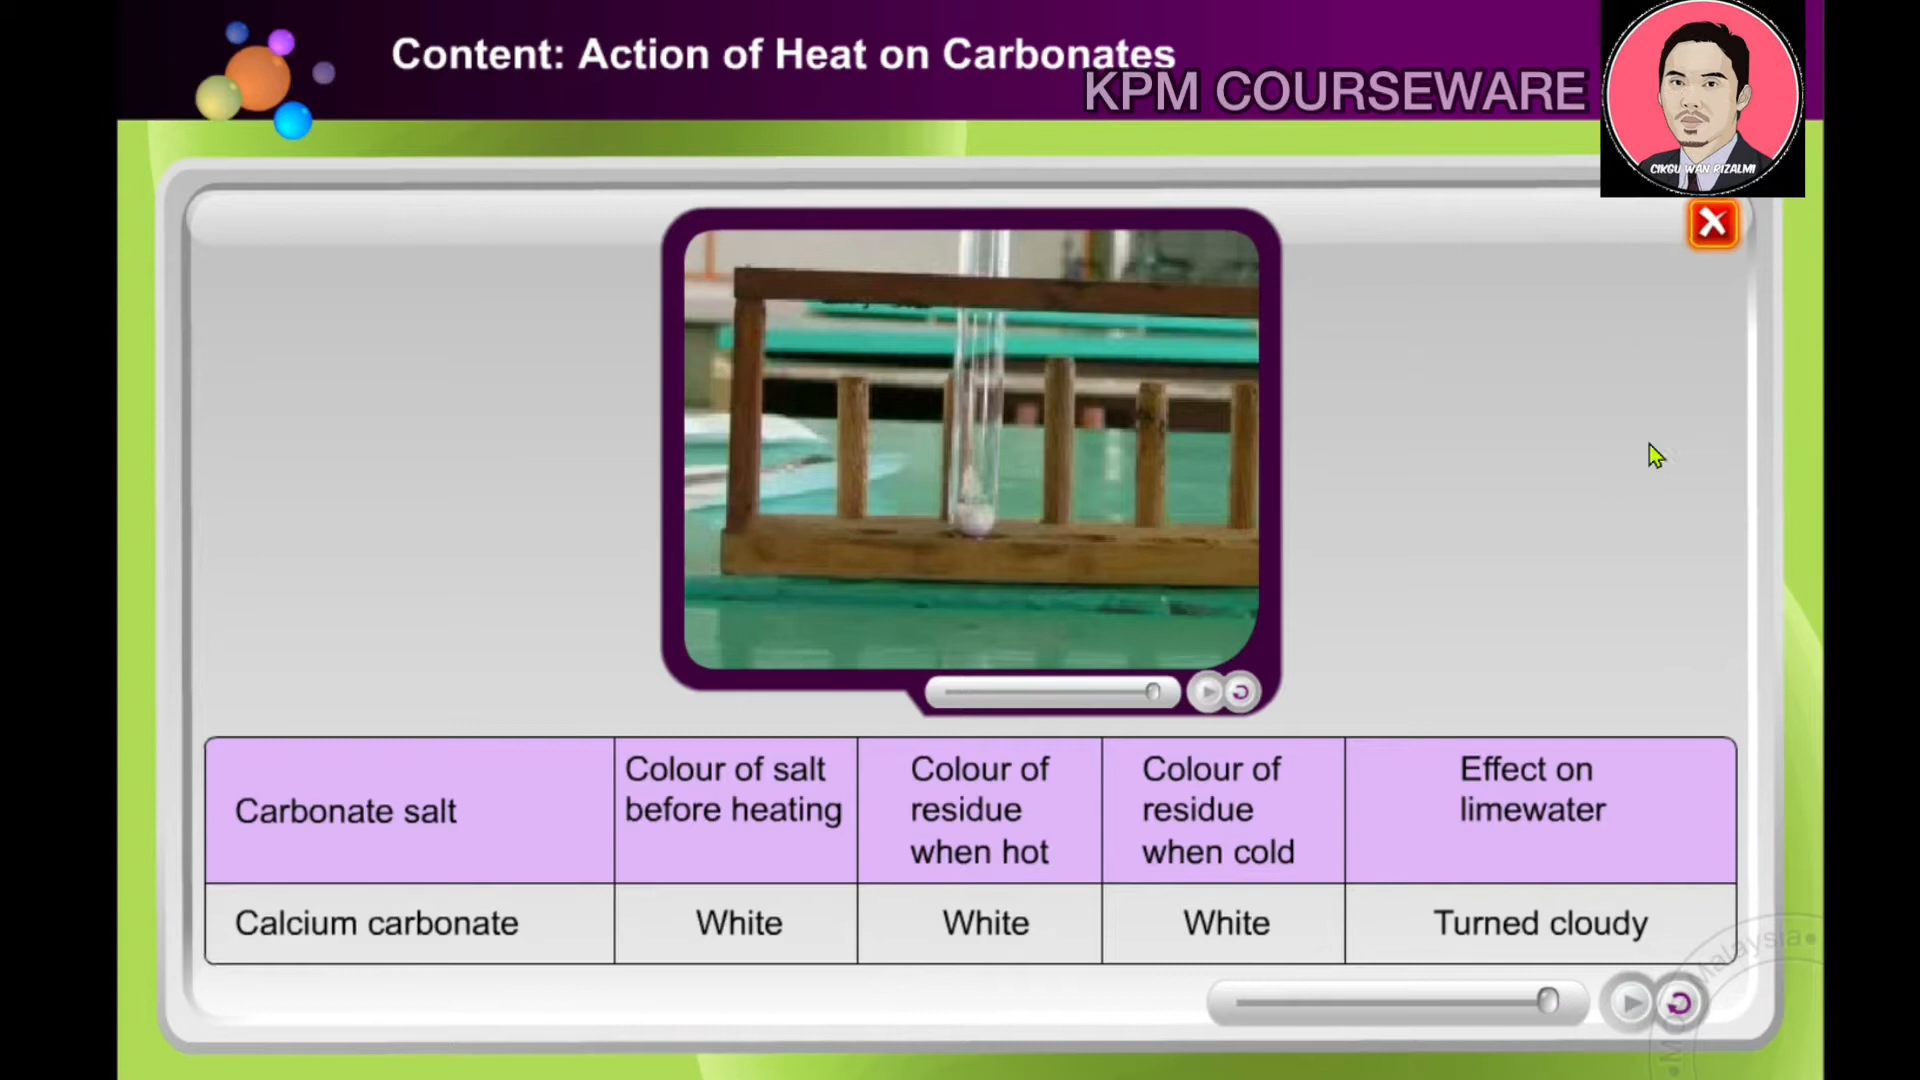 Content: Action of Heat on Carbonates
KPM COURSEWARE
CIKGU WAN RIZALMI
Carbonate salt
Colour of salt
before heating
Colour of
residue
when hot
Colour of
residue
when cold
Effect on
limewater
Calcium carbonate
White
White
White
Turned cloudy
Malaysia